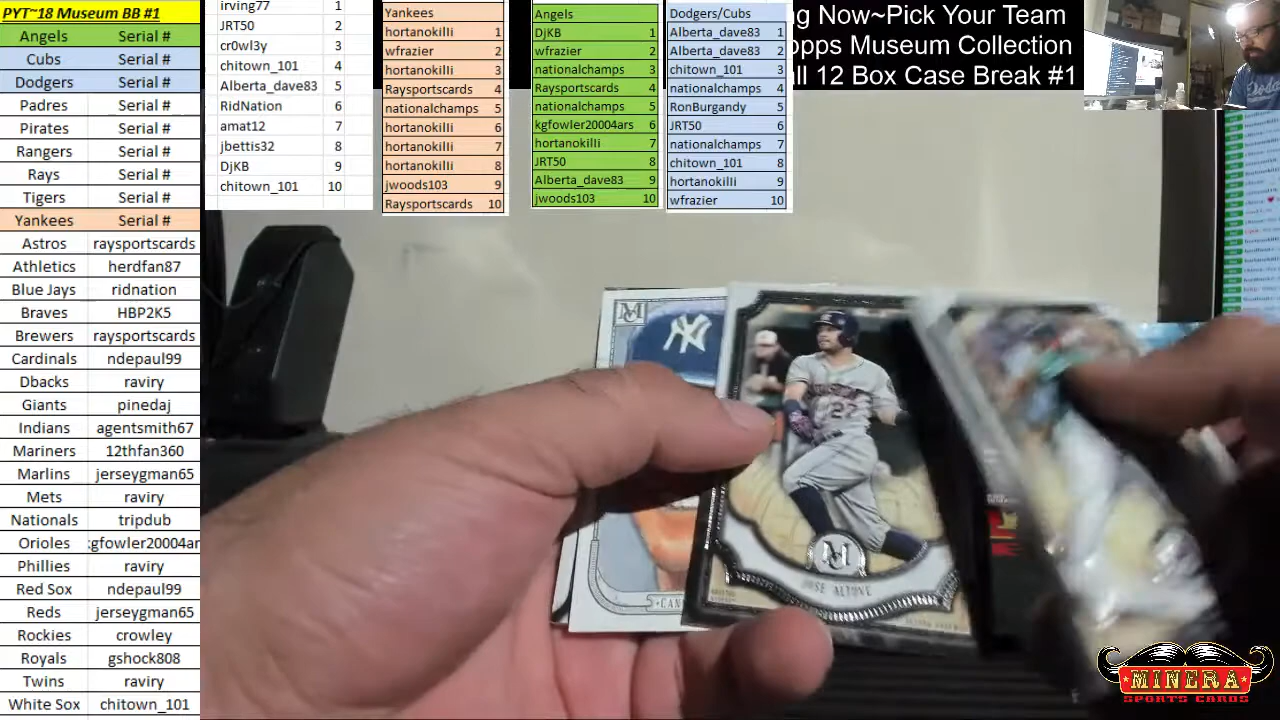 PYT~18 Museum BB #1
Angels Serial #
Cubs Serial #
Dodgers Serial #
Padres Serial #
Pirates Serial #
Rangers Serial #
Rays Serial #
Tigers Serial #
Yankees Serial #
Astros raysportscards
Athletics herdfan87
Blue Jays ridnation
Braves HBP2K5
Brewers raysportscards
Cardinals ndepaul99
Dbacks raviry
Giants pinedaj
Indians agentsmith67
Mariners 12thfan360
Marlins jerseygman65
Mets raviry
Nationals tripdub
Orioles kgfowler20004ar
Phillies raviry
Red Sox ndepaul99
Reds jerseygman65
Rockies crowley
Royals gshock808
Twins raviry
White Sox chitown_101
irving77 1
JRT50 2
cr0wl3y 3
chitown_101 4
Alberta_dave83 5
RidNation 6
amat12 7
jbettis32 8
DjKB 9
chitown_101 10
Yankees
hortanokilli 1
wfrazier 2
hortanokilli 3
Raysportscards 4
nationalchamps 5
hortanokilli 6
hortanokilli 7
hortanokilli 8
jwoods103 9
Raysportscards 10
Angels
DjKB 1
wfrazier 2
nationalchamps 3
Raysportscards 4
nationalchamps 5
kgfowler20004ars 6
hortanokilli 7
JRT50 8
Alberta_dave83 9
jwoods103 10
Dodgers/Cubs
Alberta_dave83 1
Alberta_dave83 2
chitown_101 3
nationalchamps 4
RonBurgandy 5
JRT50 6
nationalchamps 7
chitown_101 8
hortanokilli 9
wfrazier 10
ng Now~Pick Your Team
opps Museum Collection
all 12 Box Case Break #1
MC
NY
27
MC
JOSE ALTUVE
MINERA
SPORTS CARDS